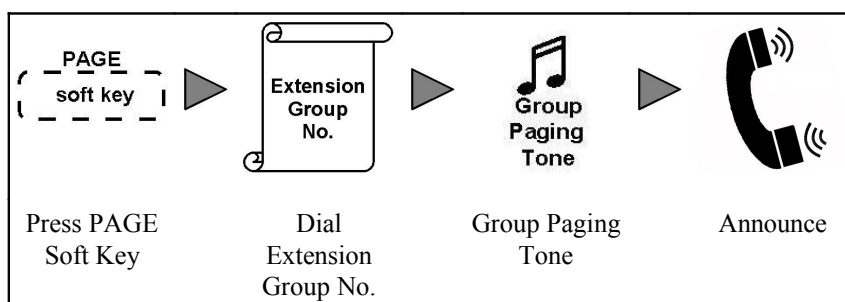 PAGE
soft key
Extension
Group
No.
Group
Paging
Tone
Press PAGE
Soft Key
Dial
Extension
Group No.
Group Paging
Tone
Announce